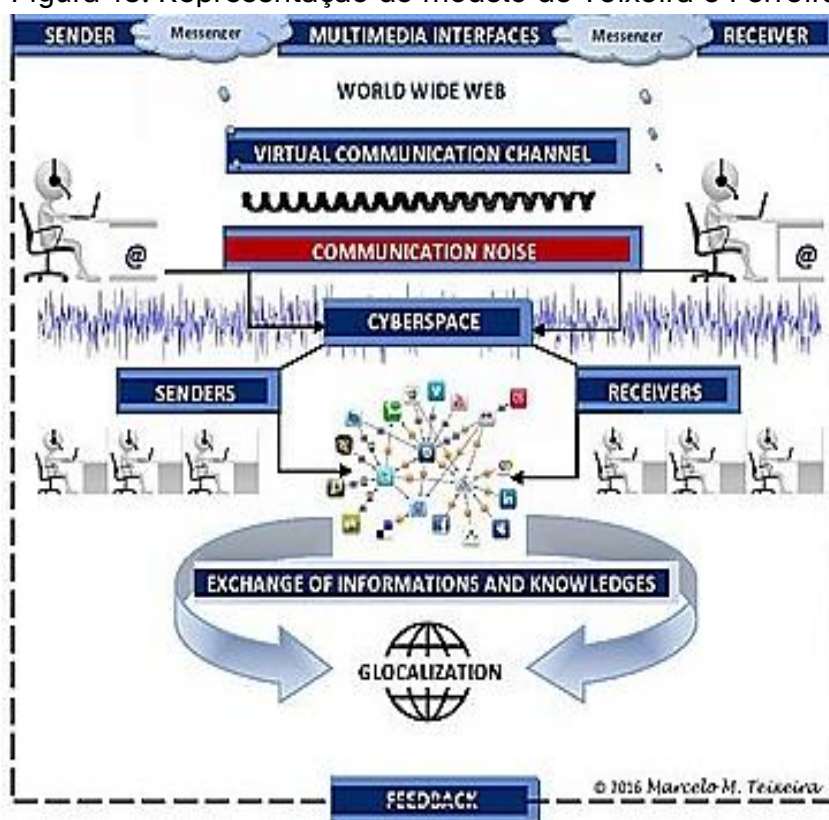 Figura 18: Representação do modelo de Teixeira e Ferreira
SENDER Messenger MULTIMEDIA INTERFACES Messenger RECEIVER
WORLD WIDE WEB
VIRTUAL COMMUNICATION CHANNEL
COMMUNICATION NOISE
@ @
CYBERSPACE
SENDERS RECEIVERS
EXCHANGE OF INFORMATIONS AND KNOWLEDGES
GLOCALIZATION
© 2016 Marcelo M. Teixeira
FEEDBACK